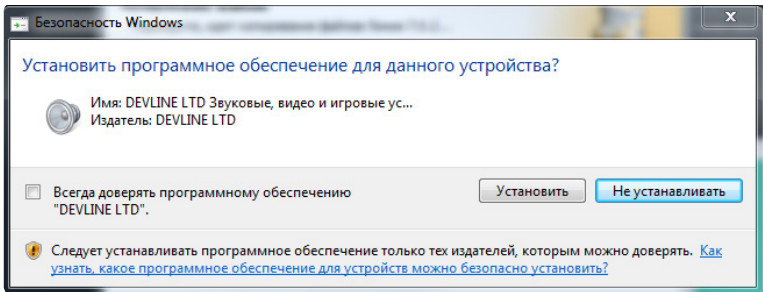 Безопасность Windows
Установить программное обеспечение для данного устройства?
Имя: DEVLINE LTD Звуковые, видео и игровые ус...
Издатель: DEVLINE LTD
Всегда доверять программному обеспечению
"DEVLINE LTD".
Установить
Не устанавливать
Следует устанавливать программное обеспечение только тех издателей, которым можно доверять. Как
узнать, какое программное обеспечение для устройств можно безопасно установить?